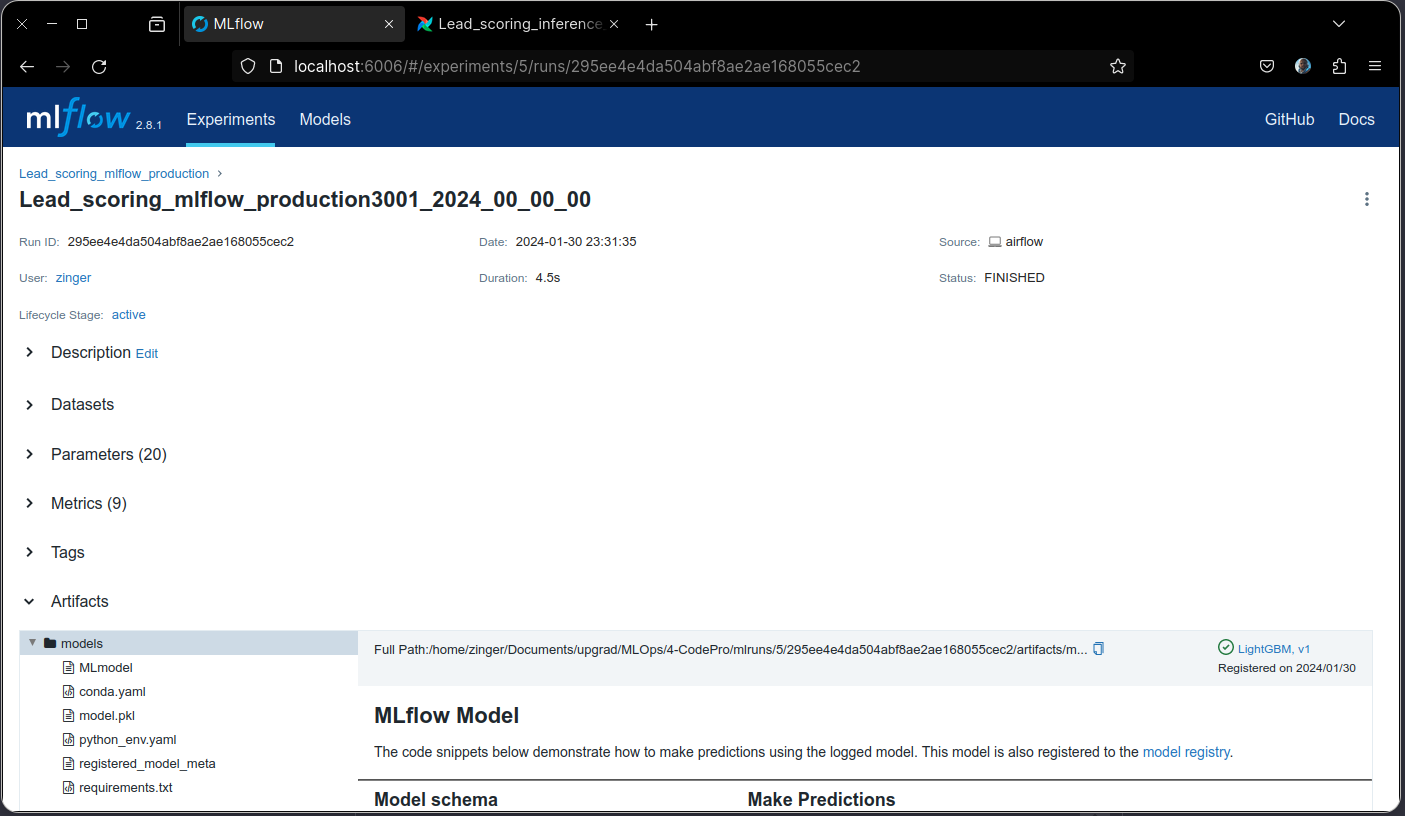 MLflow
Lead_scoring_inference
localhost:6006/#/experiments/5/runs/295ee4e4da504abf8ae2ae168055cec2
mlflow 2.8.1 Experiments Models GitHub Docs
Lead_scoring_mlflow_production
Lead_scoring_mlflow_production3001_2024_00_00_00
Run ID: 295ee4e4da504abf8ae2ae168055cec2 Date: 2024-01-30 23:31:35 Source: airflow
User: zinger Duration: 4.5s Status: FINISHED
Lifecycle Stage: active
Description Edit
Datasets
Parameters (20)
Metrics (9)
Tags
Artifacts
models
MLmodel
conda.yaml
model.pkl
python_env.yaml
registered_model_meta
requirements.txt
Full Path:/home/zinger/Documents/upgrad/MLOps/4-CodePro/mlruns/5/295ee4e4da504abf8ae2ae168055cec2/artifacts/m...
LightGBM, v1
Registered on 2024/01/30
MLflow Model
The code snippets below demonstrate how to make predictions using the logged model. This model is also registered to the model registry.
Model schema Make Predictions